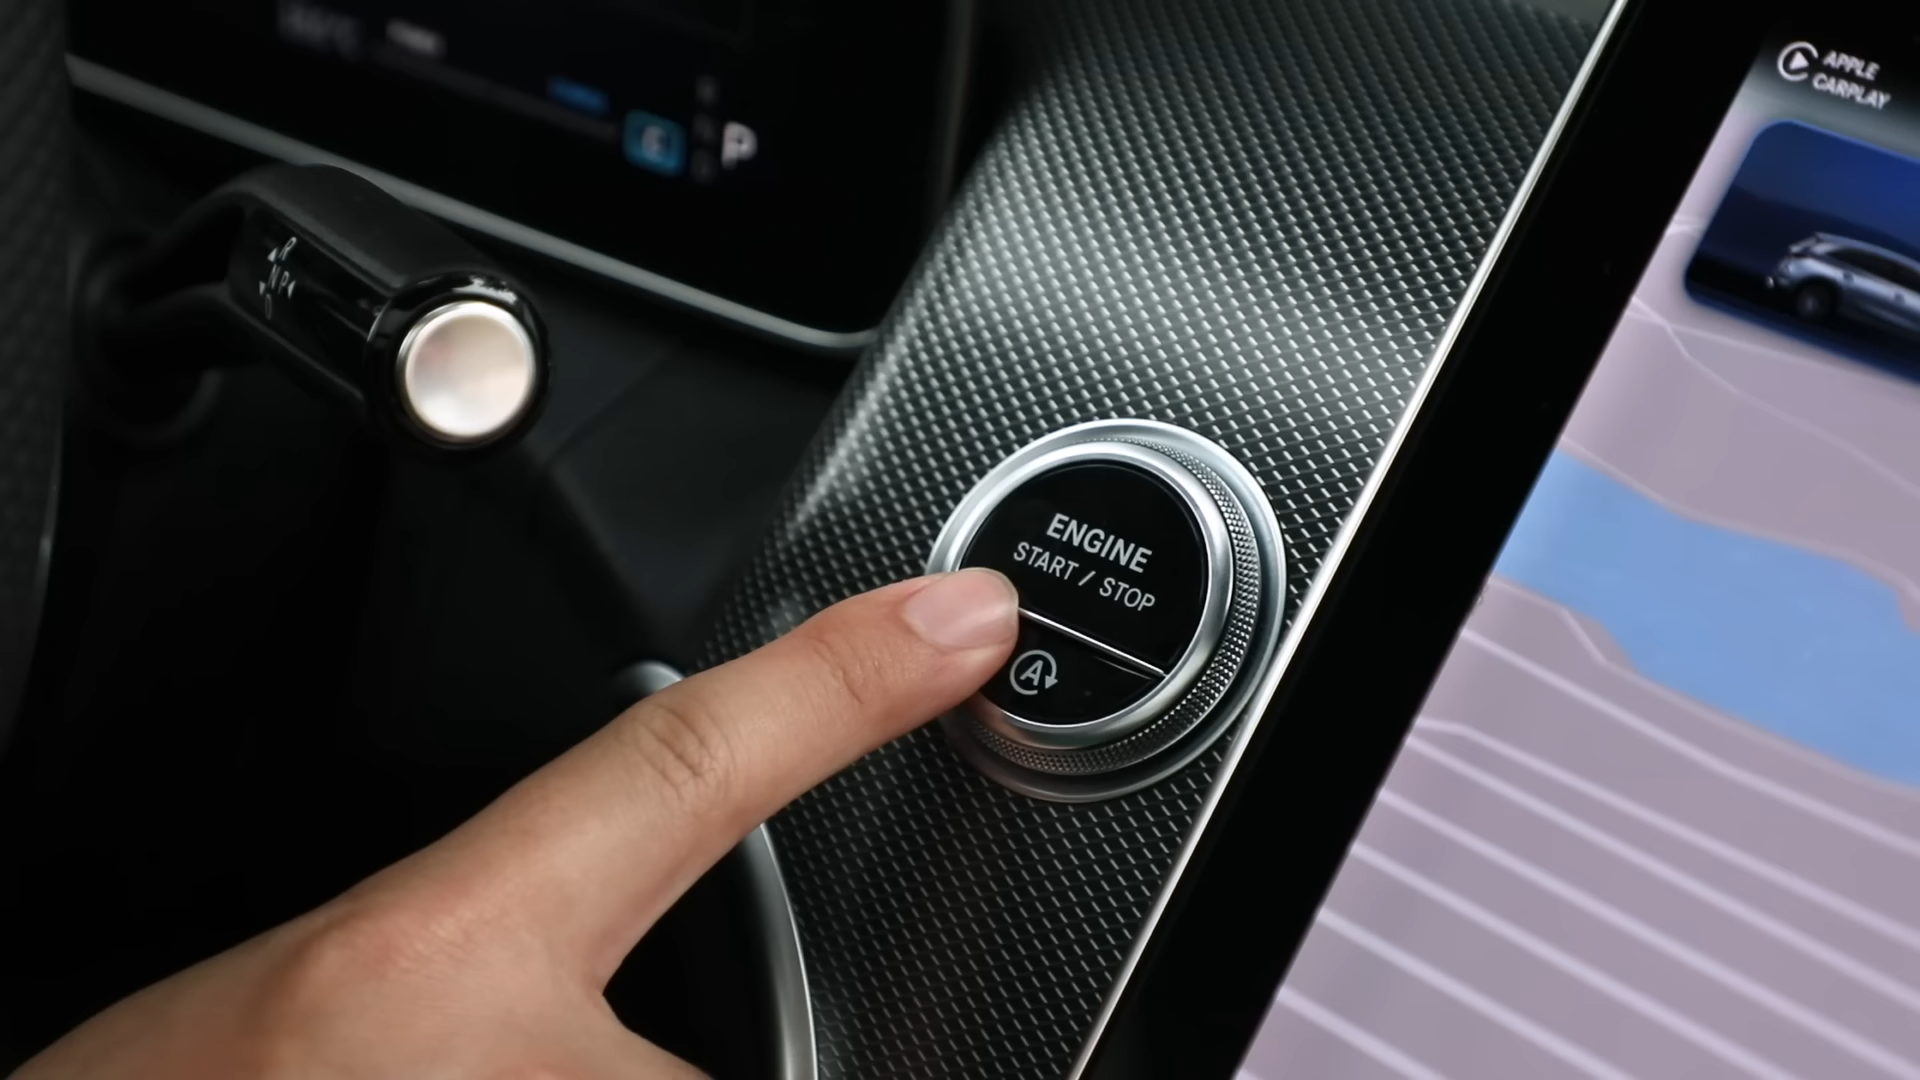 P
APPLE
CARPLAY
R
N P
D
ENGINE
START / STOP
A